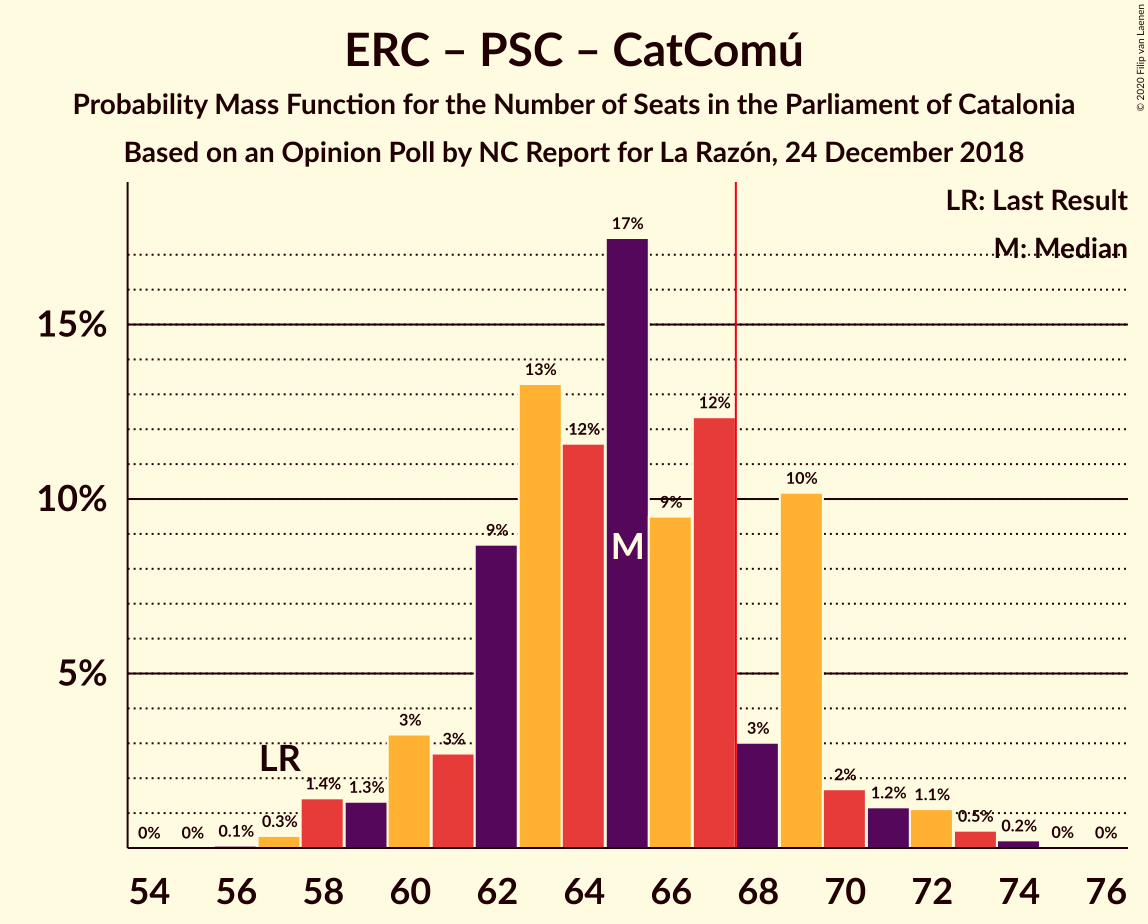 ERC – PSC – CatComú
Probability Mass Function for the Number of Seats in the Parliament of Catalonia
Based on an Opinion Poll by NC Report for La Razón, 24 December 2018
© 2020 Filip van Laenen
LR: Last Result
M: Median
15%
10%
5%
0%
0%
0.1%
0.3%
1.4%
1.3%
3%
3%
9%
13%
12%
17%
9%
12%
3%
10%
2%
1.2%
1.1%
0.5%
0.2%
0%
0%
LR
M
54 56 58 60 62 64 66 68 70 72 74 76